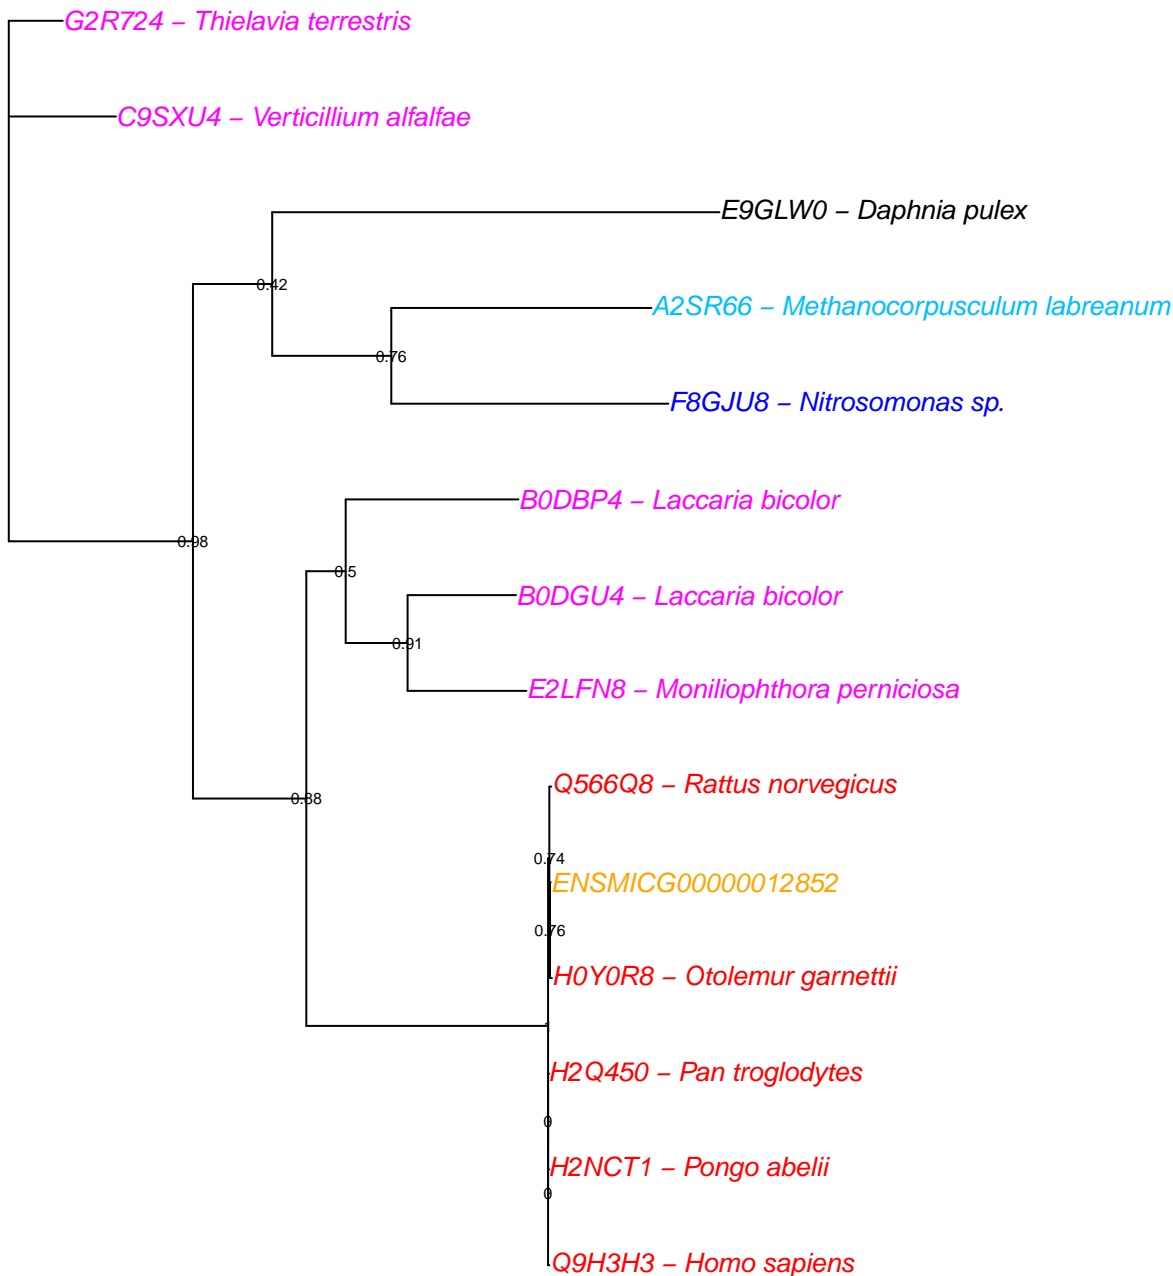 G2R724 – Thielavia terrestris
C9SXU4 – Verticillium alfalfae
E9GLW0 – Daphnia pulex
0.42
A2SR66 – Methanocorpusculum labreanum
0.76
F8GJU8 – Nitrosomonas sp.
B0DBP4 – Laccaria bicolor
0.98
0.5
B0DGU4 – Laccaria bicolor
0.91
E2LFN8 – Moniliophthora perniciosa
Q566Q8 – Rattus norvegicus
0.88
0.74
ENSMICG00000012852
0.76
H0Y0R8 – Otolemur garnettii
1
H2Q450 – Pan troglodytes
0
H2NCT1 – Pongo abelii
0
Q9H3H3 – Homo sapiens